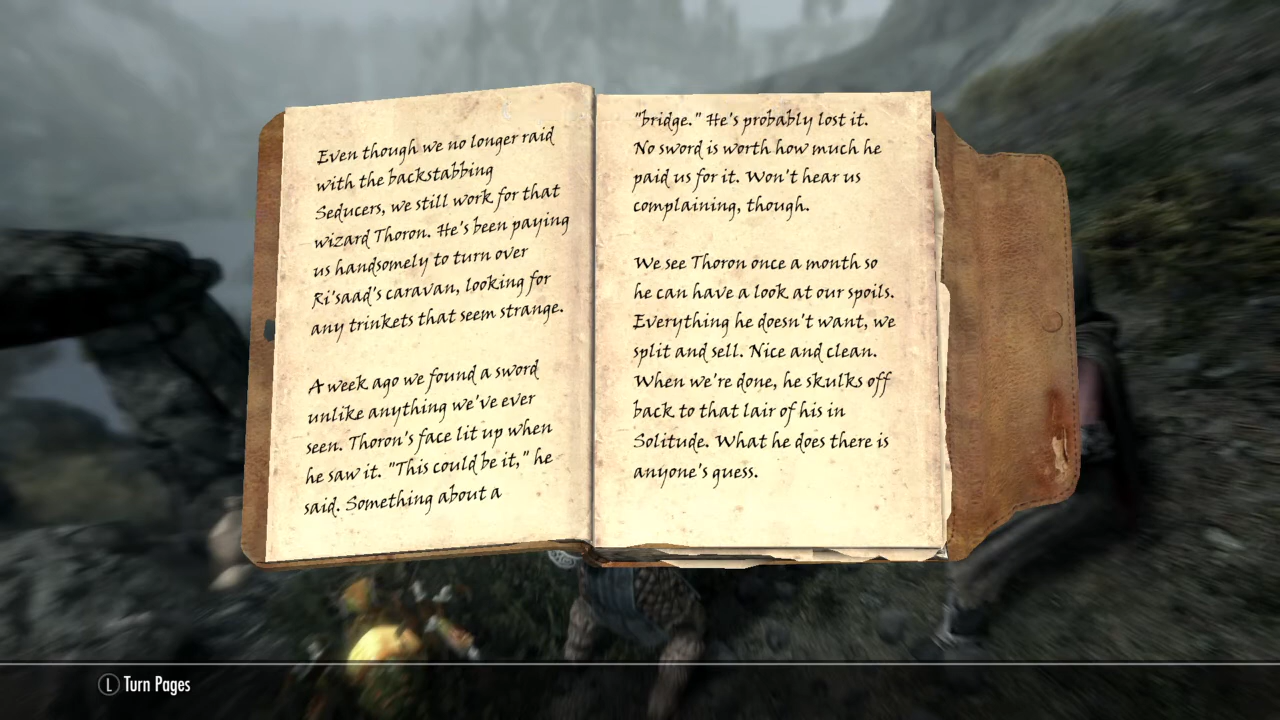 Even though we no longer raid
with the backstabbing
Seducers, we still work for that
wizard Thoron. He's been paying
us handsomely to turn over
Ri'saad's caravan, looking for
any trinkets that seem strange.
A week ago we found a sword
unlike anything we've ever
seen. Thoron's face lit up when
he saw it. "This could be it," he
said. Something about a
"bridge." He's probably lost it.
No sword is worth how much he
paid us for it. Won't hear us
complaining, though.
We see Thoron once a month so
he can have a look at our spoils.
Everything he doesn't want, we
split and sell. Nice and clean.
When we're done, he skulks off
back to that lair of his in
Solitude. What he does there is
anyone's guess.
L Turn Pages